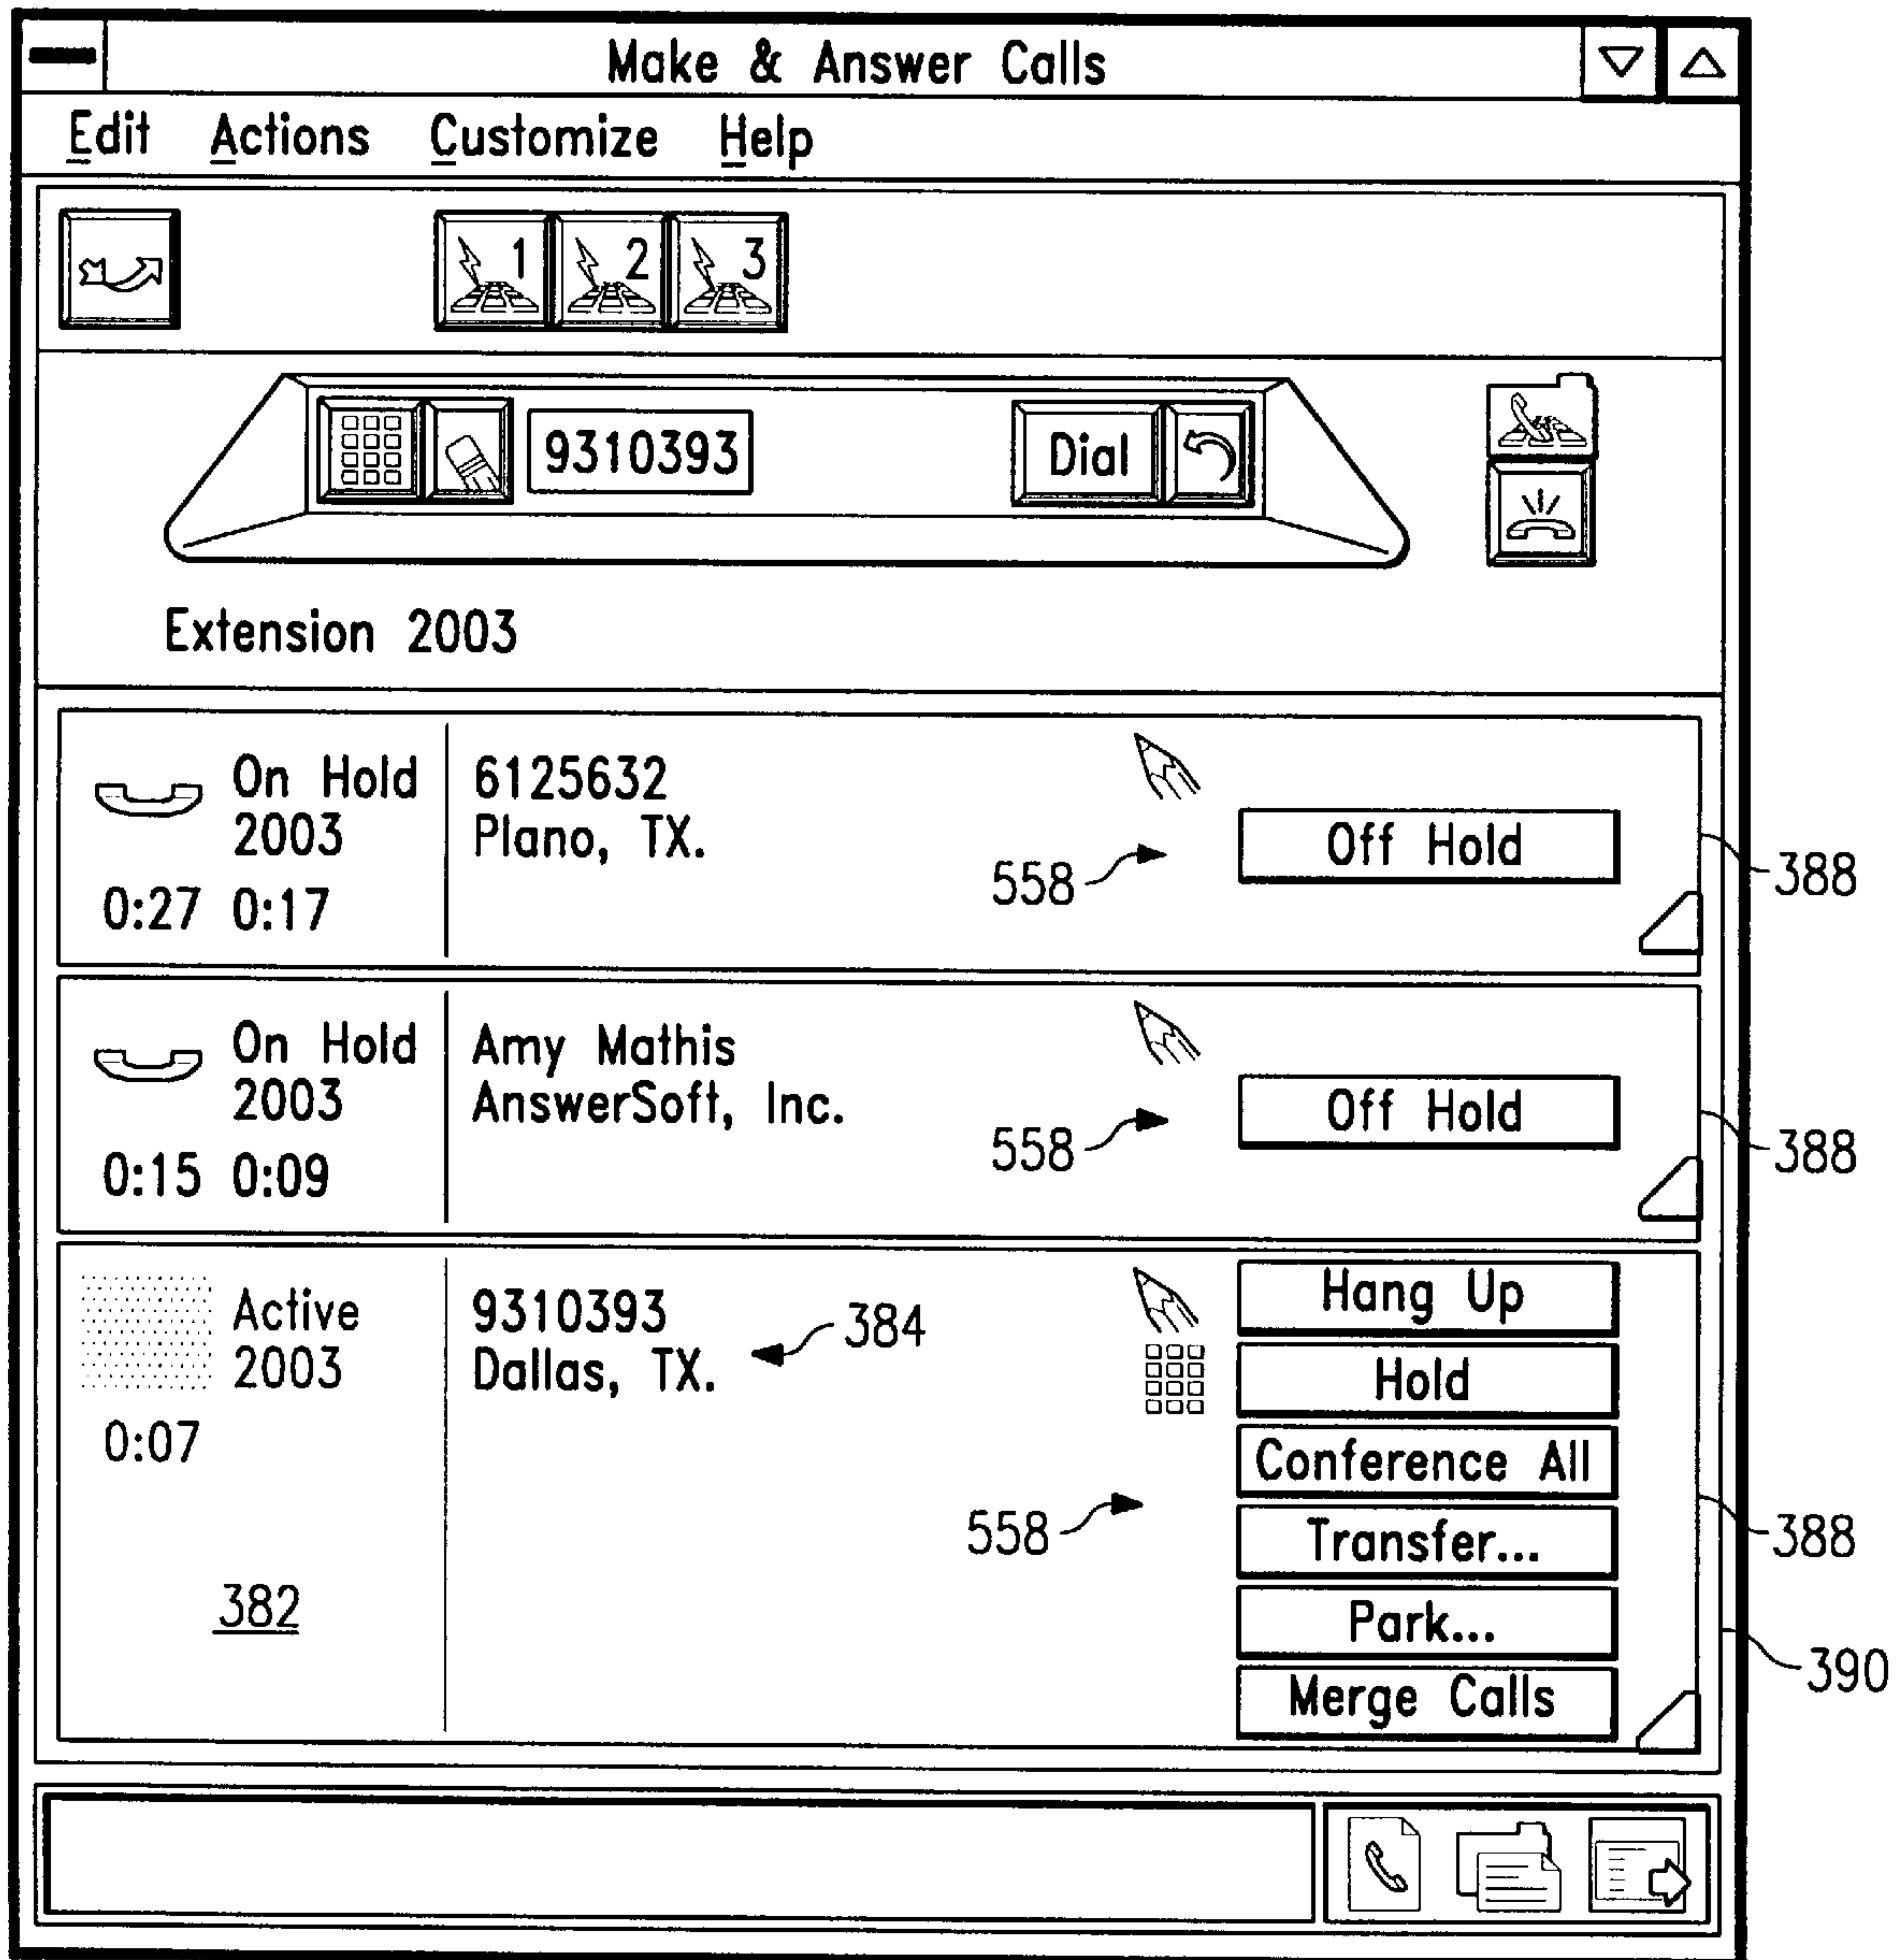 Make & Answer Calls
Edit Actions Customize Help
1 2 3
9310393 Dial
Extension 2003
On Hold
2003
0:27 0:17
6125632
Plano, TX.
558
Off Hold
388
On Hold
2003
0:15 0:09
Amy Mathis
AnswerSoft, Inc.
558
Off Hold
388
Active
2003
0:07
382
9310393
Dallas, TX.
384
558
Hang Up
Hold
Conference All
Transfer...
Park...
Merge Calls
388
390